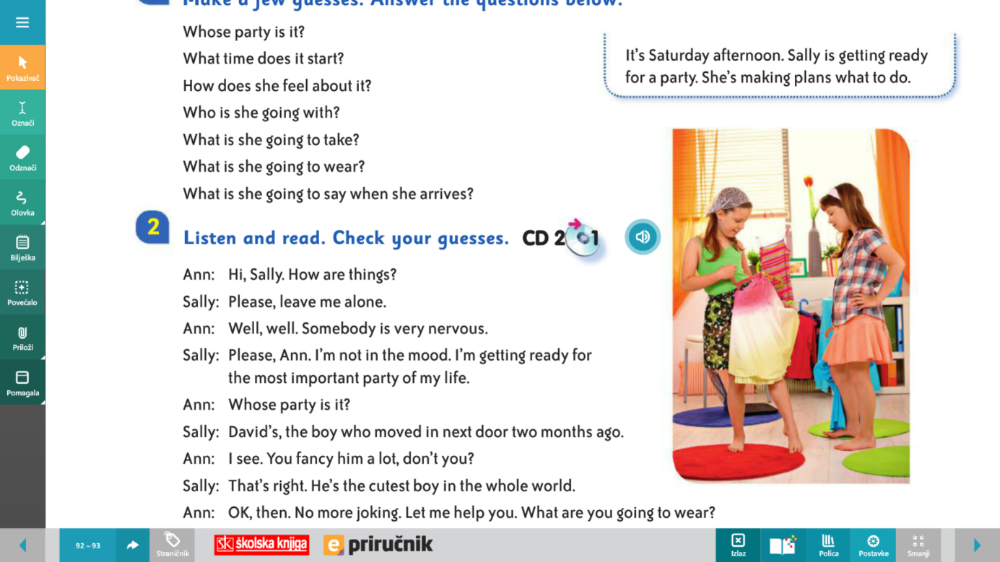 Make a few guesses. Answer the questions below.
Whose party is it?
What time does it start?
How does she feel about it?
Who is she going with?
What is she going to take?
What is she going to wear?
What is she going to say when she arrives?
It's Saturday afternoon. Sally is getting ready
for a party. She's making plans what to do.
2
Listen and read. Check your guesses. CD 2 1
Ann: Hi, Sally. How are things?
Sally: Please, leave me alone.
Ann: Well, well. Somebody is very nervous.
Sally: Please, Ann. I'm not in the mood. I'm getting ready for
the most important party of my life.
Ann: Whose party is it?
Sally: David's, the boy who moved in next door two months ago.
Ann: I see. You fancy him a lot, don't you?
Sally: That's right. He's the cutest boy in the whole world.
Ann: OK, then. No more joking. Let me help you. What are you going to wear?
Pokazivač
Označi
Odznači
Olovka
Bilješka
Povećalo
Priloži
Pomagala
92 – 93
Straničnik
SK školska knjiga
e priručnik
Izlaz
Polica
Postavke
Smanji